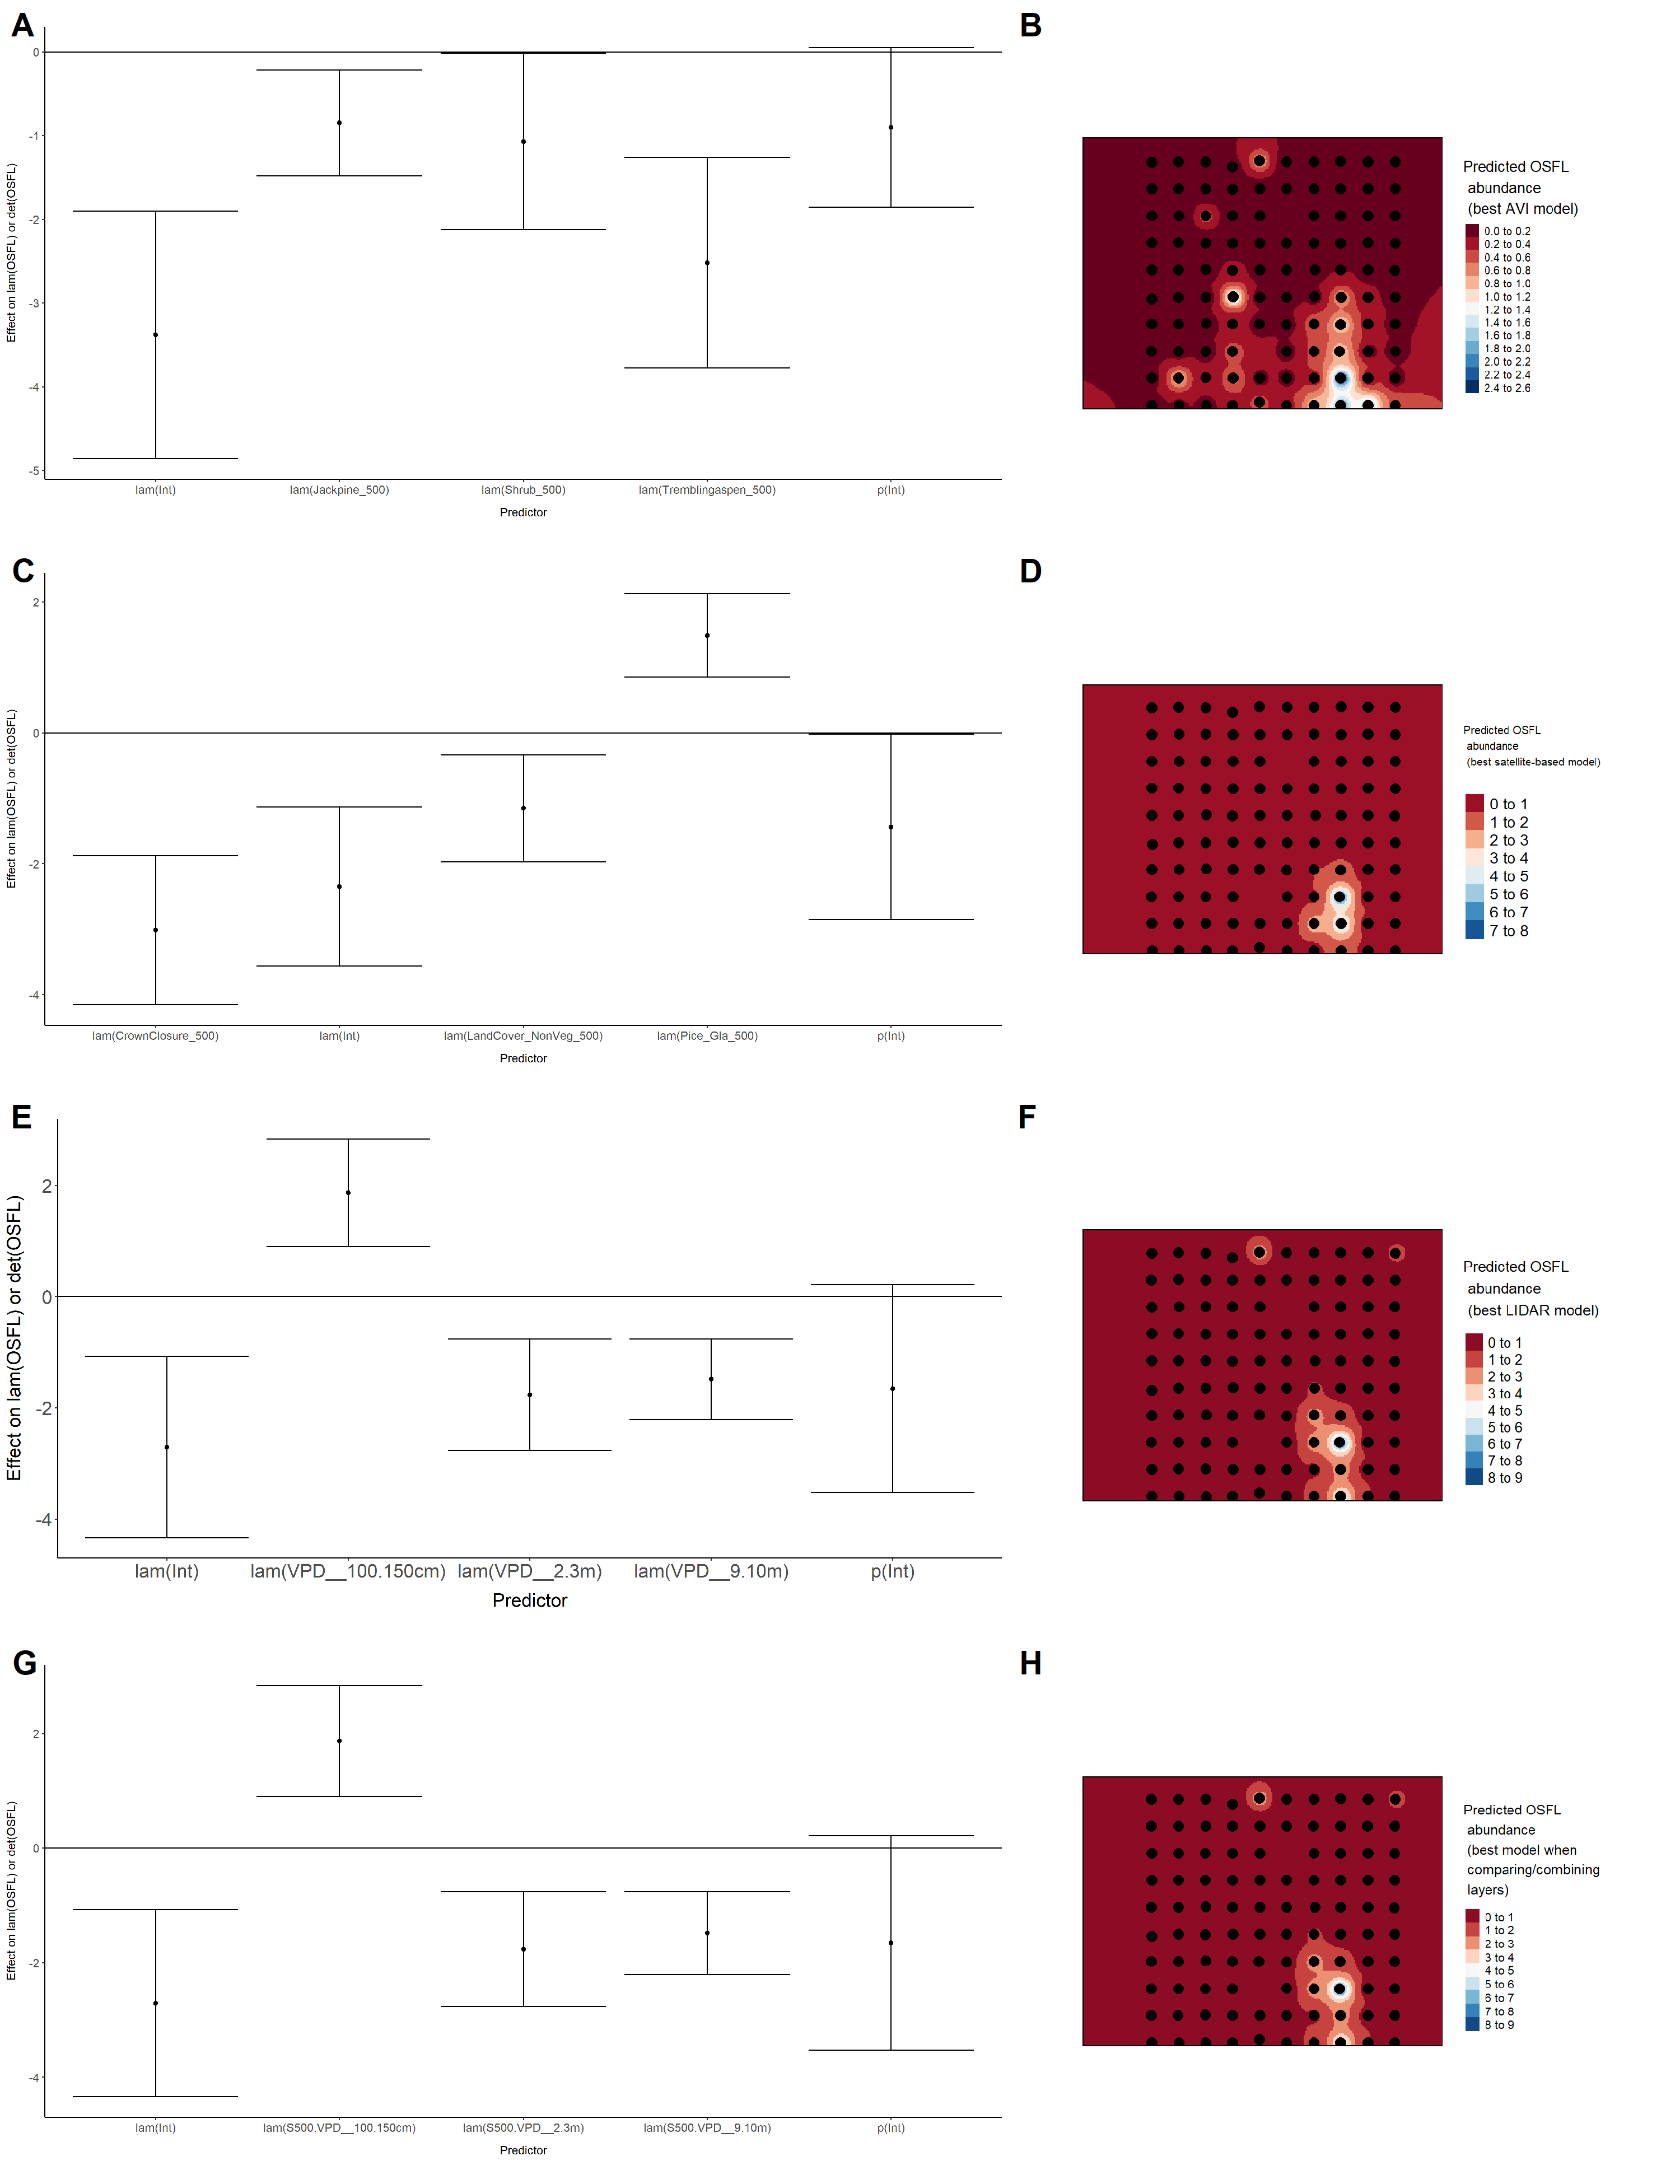 A
Effect on lam(OSFL) or det(OSFL)
0
-1
-2
-3
-4
-5
lam(Int)
lam(Jackpine_500)
lam(Shrub_500)
lam(Tremblingaspen_500)
p(Int)
Predictor
B
Predicted OSFL
abundance
(best AVI model)
0.0 to 0.2
0.2 to 0.4
0.4 to 0.6
0.6 to 0.8
0.8 to 1.0
1.0 to 1.2
1.2 to 1.4
1.4 to 1.6
1.6 to 1.8
1.8 to 2.0
2.0 to 2.2
2.2 to 2.4
2.4 to 2.6
C
Effect on lam(OSFL) or det(OSFL)
2
0
-2
-4
lam(CrownClosure_500)
lam(Int)
lam(LandCover_NonVeg_500)
lam(Pice_Gla_500)
p(Int)
Predictor
D
Predicted OSFL
abundance
(best satellite-based model)
0 to 1
1 to 2
2 to 3
3 to 4
4 to 5
5 to 6
6 to 7
7 to 8
E
Effect on lam(OSFL) or det(OSFL)
2
0
-2
-4
lam(Int)
lam(VPD__100.150cm)
lam(VPD__2.3m)
lam(VPD__9.10m)
p(Int)
Predictor
F
Predicted OSFL
abundance
(best LIDAR model)
0 to 1
1 to 2
2 to 3
3 to 4
4 to 5
5 to 6
6 to 7
7 to 8
8 to 9
G
Effect on lam(OSFL) or det(OSFL)
2
0
-2
-4
lam(Int)
lam(S500.VPD__100.150cm)
lam(S500.VPD__2.3m)
lam(S500.VPD__9.10m)
p(Int)
Predictor
H
Predicted OSFL
abundance
(best model when
comparing/combining
layers)
0 to 1
1 to 2
2 to 3
3 to 4
4 to 5
5 to 6
6 to 7
7 to 8
8 to 9